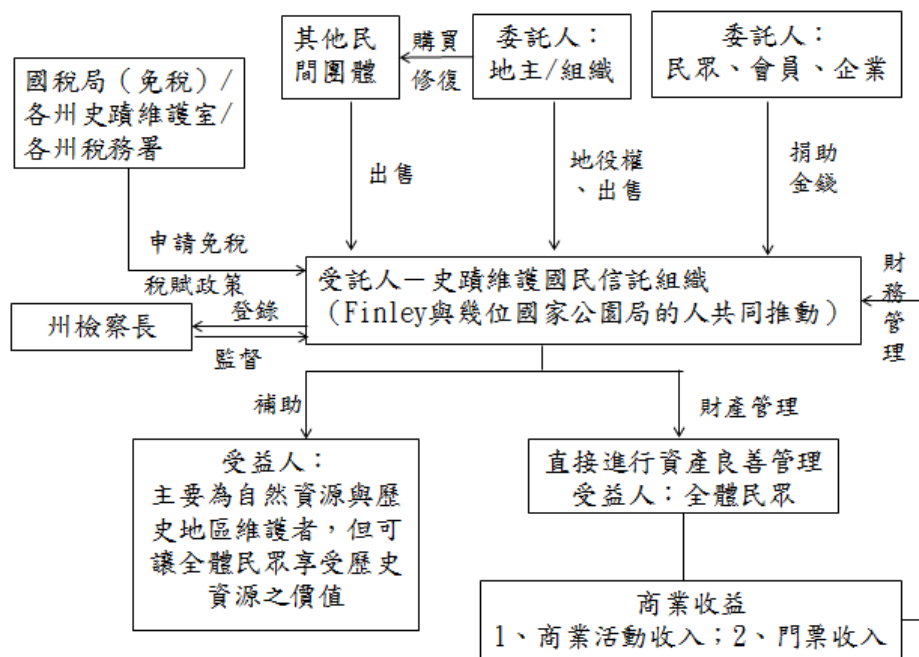 國稅局（免稅）/
各州史蹟維護室/
各州稅務署
其他民
間團體
購買
修復
委託人：
地主/組織
委託人：
民眾、會員、企業
出售
地役權
、出售
捐助
金錢
申請免稅
稅賦政策
受託人－史蹟維護國民信託組織
（Finley與幾位國家公園局的人共同推動）
財
務
管
理
州檢察長
登錄
監督
補助
財產管理
受益人：
主要為自然資源與歷
史地區維護者，但可
讓全體民眾享受歷史
資源之價值
直接進行資產良善管理
受益人：全體民眾
商業收益
1、商業活動收入；2、門票收入